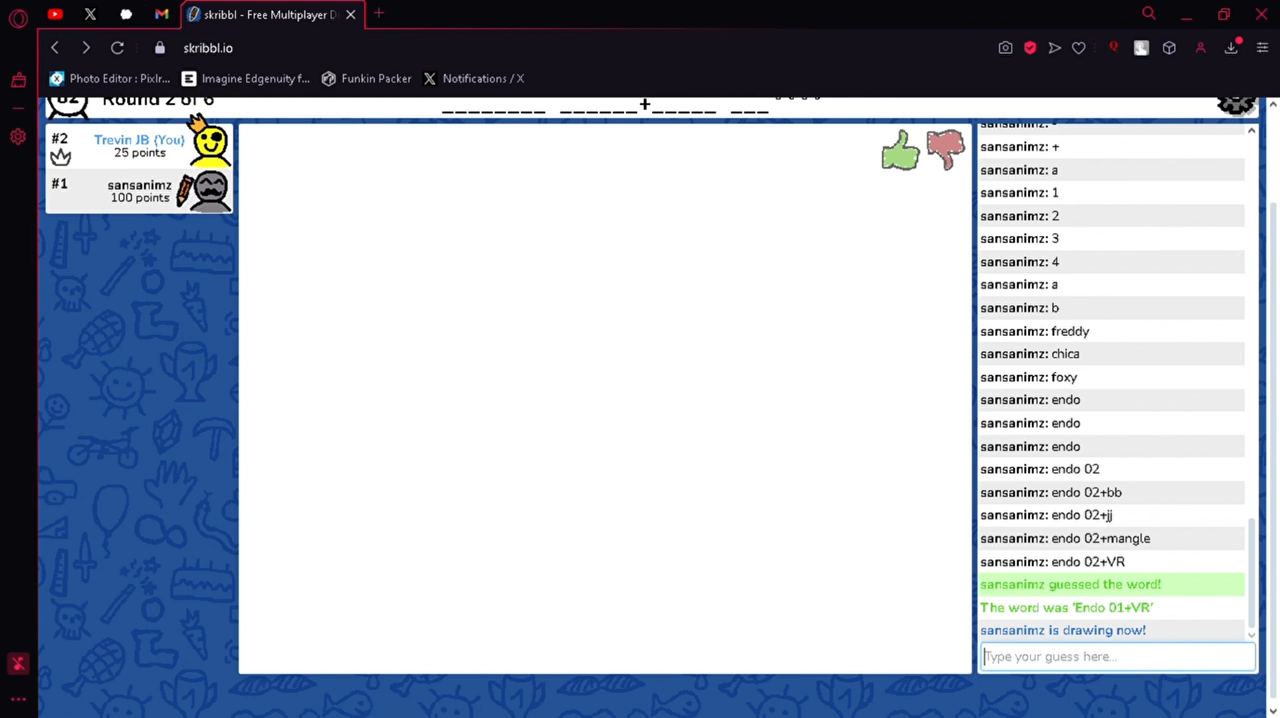 skribbl - Free Multiplayer D
skribbl.io
Photo Editor : Pixlr...
Imagine Edgenuity f...
Funkin Packer
Notifications / X
82
Round 2 of 6
________ ______+_____ ___
#2
Trevin JB {You}
25 points
#1
sansanimz
100 points
sansanimz: -
sansanimz: +
sansanimz: a
sansanimz: 1
sansanimz: 2
sansanimz: 3
sansanimz: 4
sansanimz: a
sansanimz: b
sansanimz: freddy
sansanimz: chica
sansanimz: foxy
sansanimz: endo
sansanimz: endo
sansanimz: endo
sansanimz: endo 02
sansanimz: endo 02+bb
sansanimz: endo 02+jj
sansanimz: endo 02+mangle
sansanimz: endo 02+VR
sansanimz guessed the word!
The word was 'Endo 01+VR'
sansanimz is drawing now!
Type your guess here...